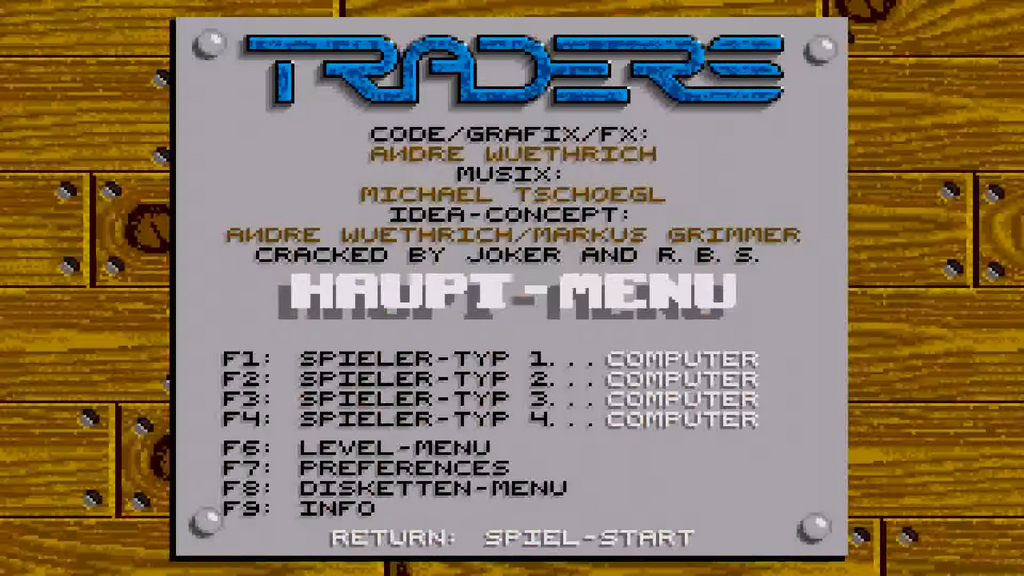 TRADERS
CODE/GRAFIX/FX:
ANDRE WUETHRICH
MUSIX:
MICHAEL TSCHOEGL
IDEA-CONCEPT:
ANDRE WUETHRICH/MARKUS GRIMMER
CRACKED BY JOKER AND R. B. S.
HAUPT-MENU
F1: SPIELER-TYP 1... COMPUTER
F2: SPIELER-TYP 2... COMPUTER
F3: SPIELER-TYP 3... COMPUTER
F4: SPIELER-TYP 4... COMPUTER
F6: LEVEL-MENU
F7: PREFERENCES
F8: DISKETTEN-MENU
F9: INFO
RETURN: SPIEL-START